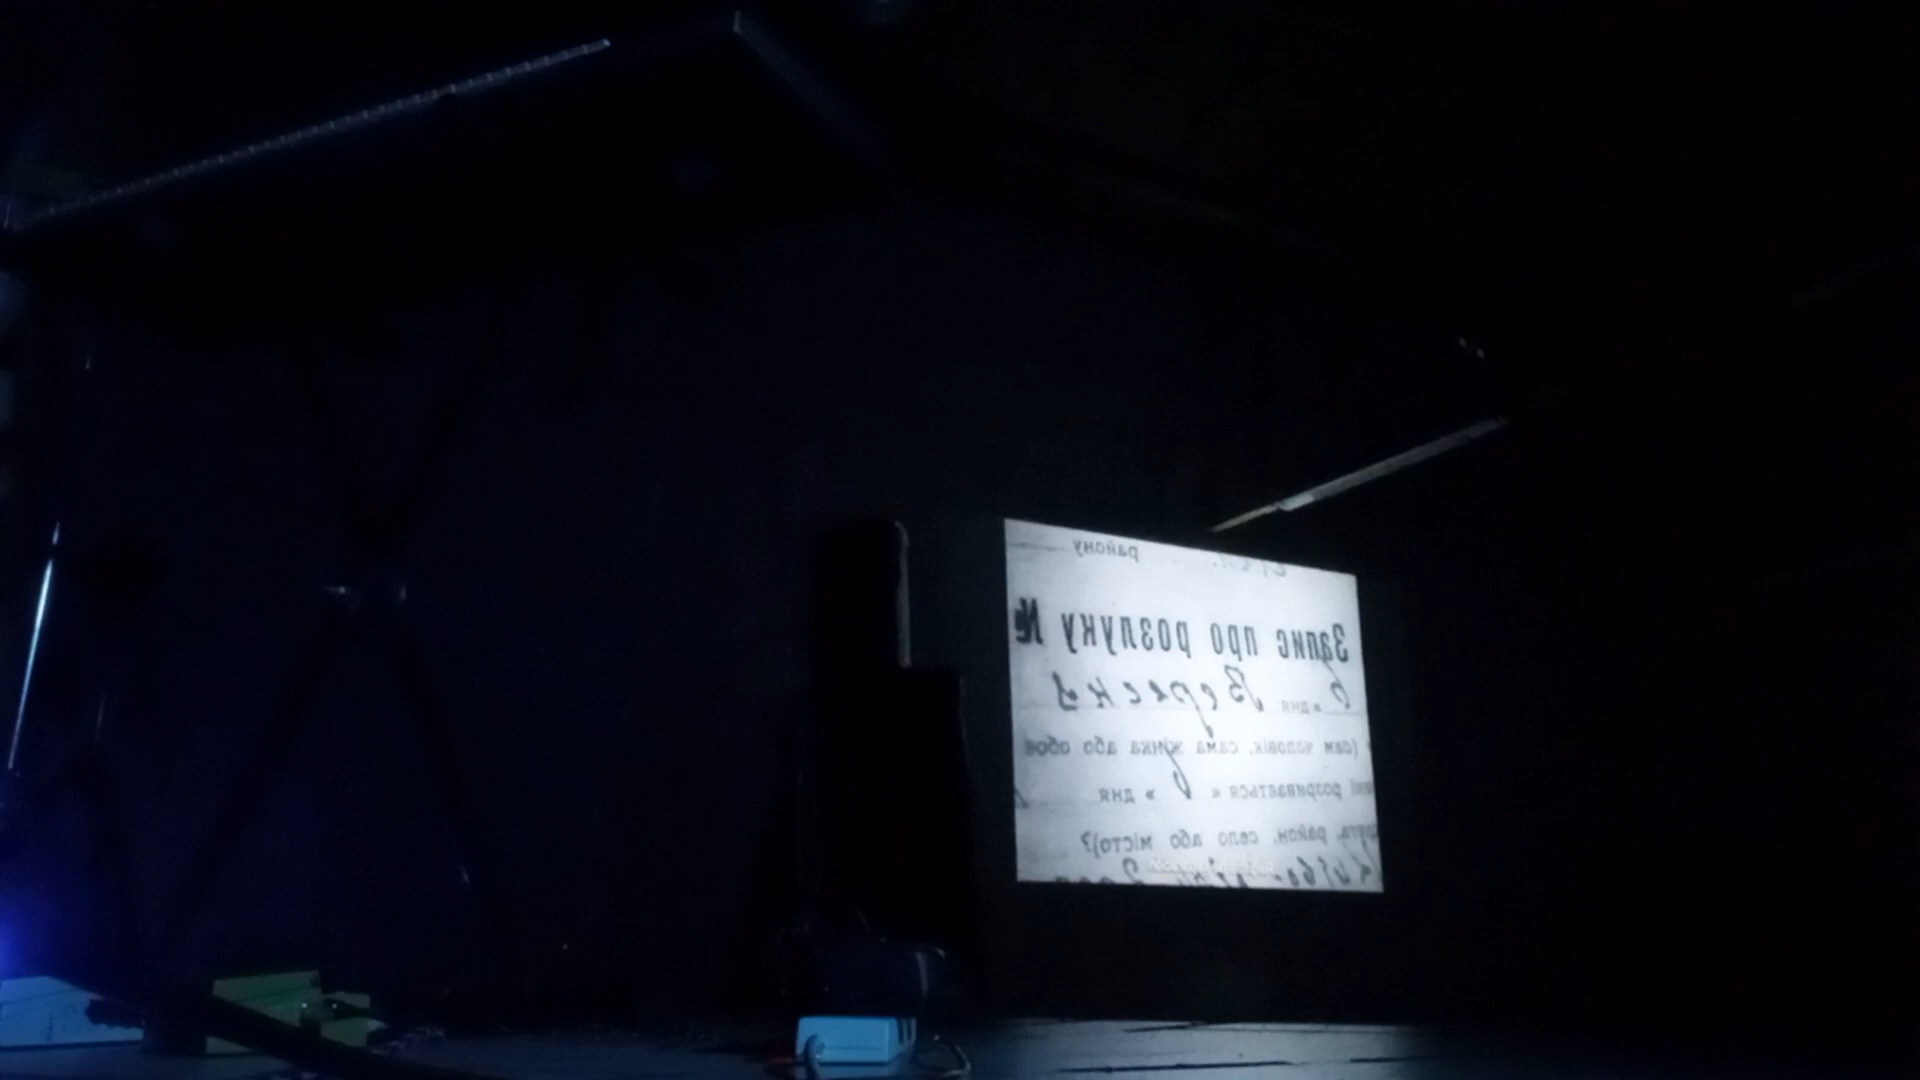 району
Запис про розлуку №
6 » дня Вересня
(сам чоловік, сама жінка або обоє
розривається « 6 » дня
округа, район, село або місто)?